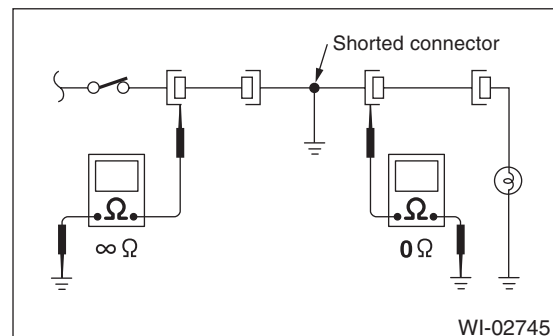 Shorted connector
Ω
Ω
∞ Ω
0 Ω
WI-02745